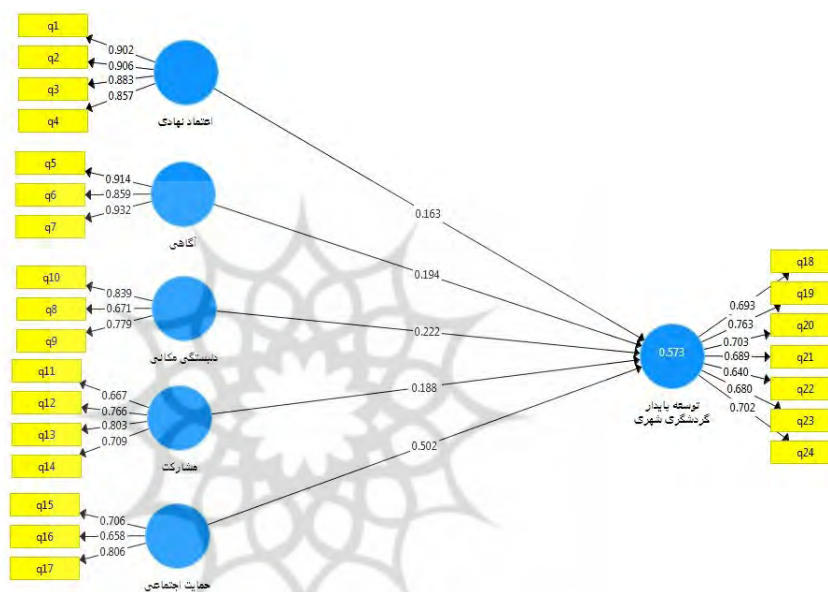 q1
q2
q3
q4
0.902
0.906
0.883
0.857
اعتماد نهادی
q5
q6
q7
0.914
0.859
0.932
آگاهی
q10
q8
q9
0.839
0.671
0.779
دلبستگی مکانی
q11
q12
q13
q14
0.667
0.766
0.803
0.709
مشارکت
q15
q16
q17
0.706
0.658
0.806
حمایت اجتماعی
0.163
0.194
0.222
0.188
0.502
0.573
توسعه پایدار
گردشگری شهری
0.693
0.763
0.703
0.689
0.640
0.680
0.702
q18
q19
q20
q21
q22
q23
q24